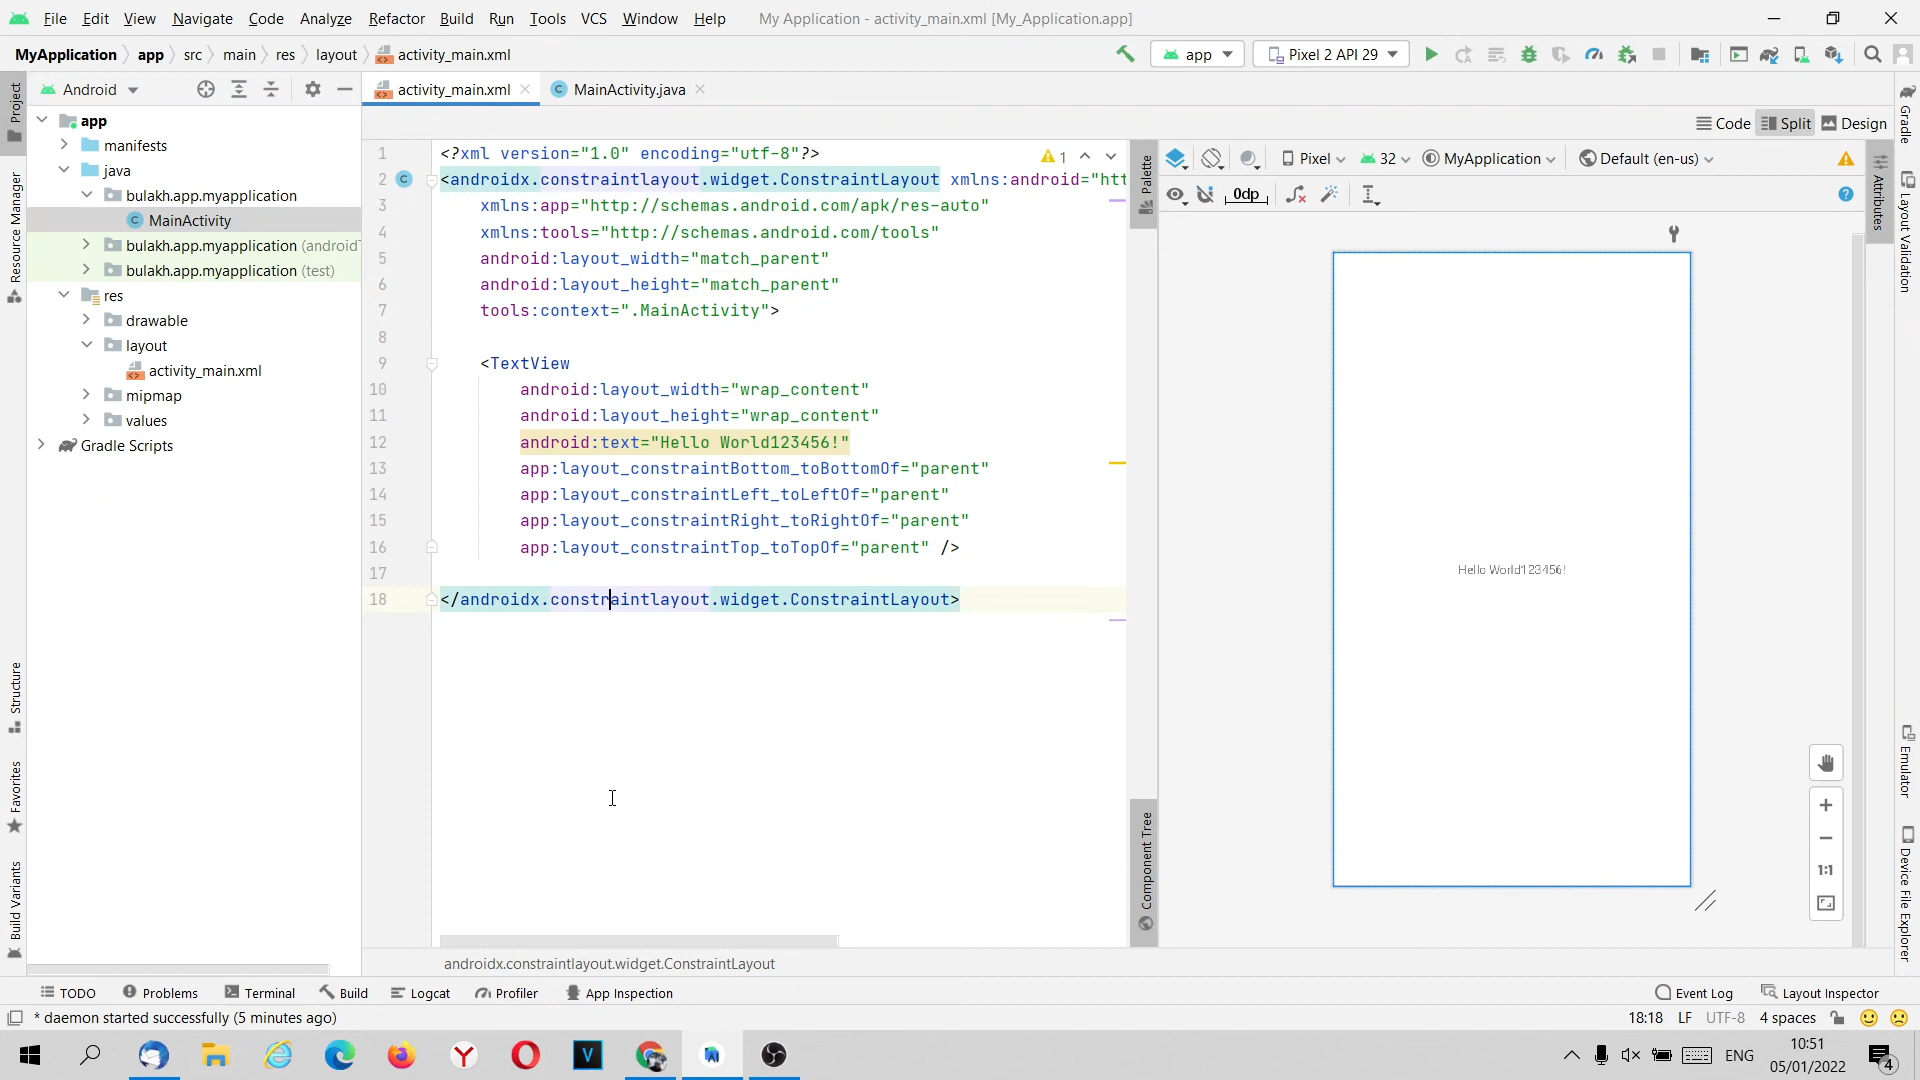 File Edit View Navigate Code Analyze Refactor Build Run Tools VCS Window Help My Application - activity_main.xml [My_Application.app]
MyApplication app src main res layout activity_main.xml app Pixel 2 API 29
Android activity_main.xml MainActivity.java
Code Split Design
Project
Resource Manager
Structure
Favorites
Build Variants
app
manifests
java
bulakh.app.myapplication
MainActivity
bulakh.app.myapplication (androidT
bulakh.app.myapplication (test)
res
drawable
layout
activity_main.xml
mipmap
values
Gradle Scripts
1 <?xml version="1.0" encoding="utf-8"?> 1
2 <androidx.constraintlayout.widget.ConstraintLayout xmlns:android="htt
3 xmlns:app="http://schemas.android.com/apk/res-auto"
4 xmlns:tools="http://schemas.android.com/tools"
5 android:layout_width="match_parent"
6 android:layout_height="match_parent"
7 tools:context=".MainActivity">
8
9 <TextView
10 android:layout_width="wrap_content"
11 android:layout_height="wrap_content"
12 android:text="Hello World123456!"
13 app:layout_constraintBottom_toBottomOf="parent"
14 app:layout_constraintLeft_toLeftOf="parent"
15 app:layout_constraintRight_toRightOf="parent"
16 app:layout_constraintTop_toTopOf="parent" />
17
18 </androidx.constraintlayout.widget.ConstraintLayout>
androidx.constraintlayout.widget.ConstraintLayout
Palette
Component Tree
Pixel 32 MyApplication Default (en-us)
0dp
Hello World123456!
1:1
Attributes
Gradle
Layout Validation
Emulator
Device File Explorer
TODO Problems Terminal Build Logcat Profiler App Inspection Event Log Layout Inspector
* daemon started successfully (5 minutes ago) 18:18 LF UTF-8 4 spaces
ENG 10:51
05/01/2022
4